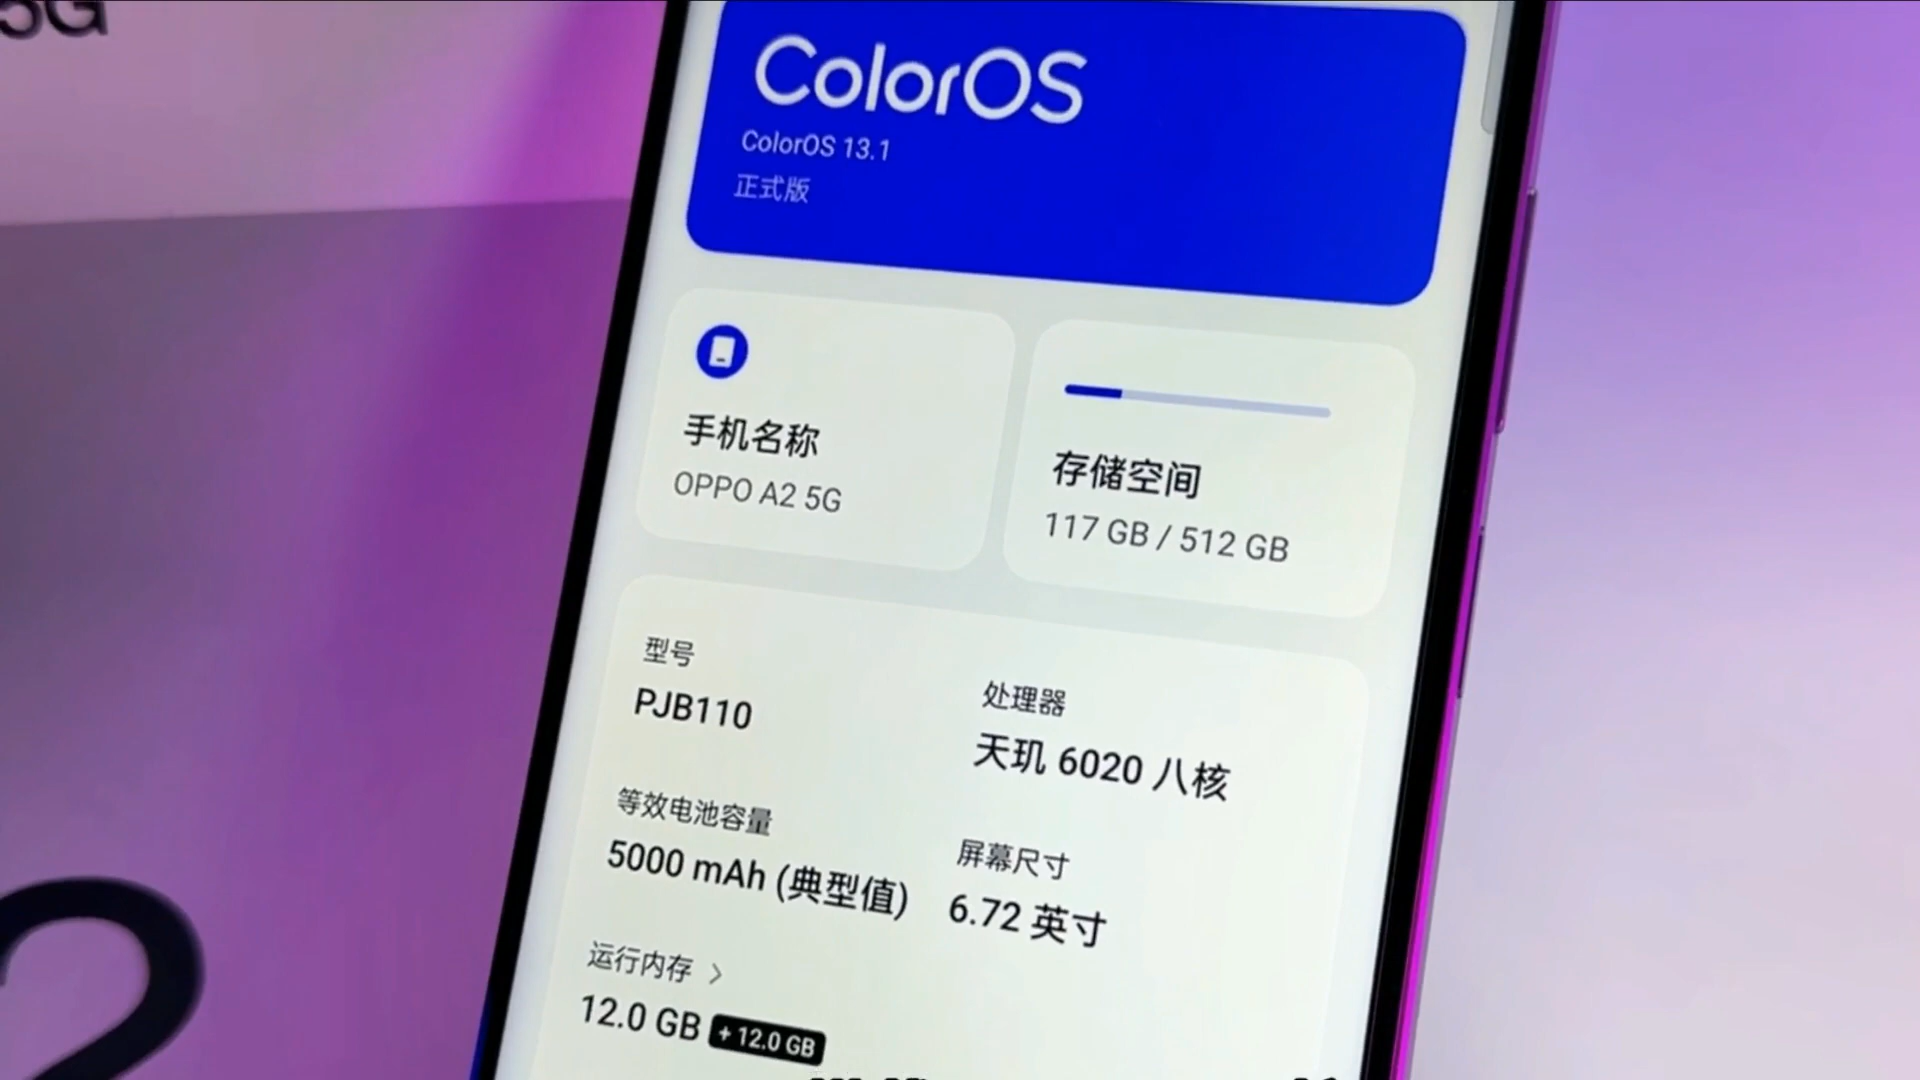 5G
ColorOS
ColorOS 13.1
正式版
手机名称
OPPO A2 5G
存储空间
117 GB / 512 GB
型号
PJB110
处理器
天玑 6020 八核
等效电池容量
5000 mAh (典型值)
屏幕尺寸
6.72 英寸
运行内存 >
12.0 GB + 12.0 GB
2